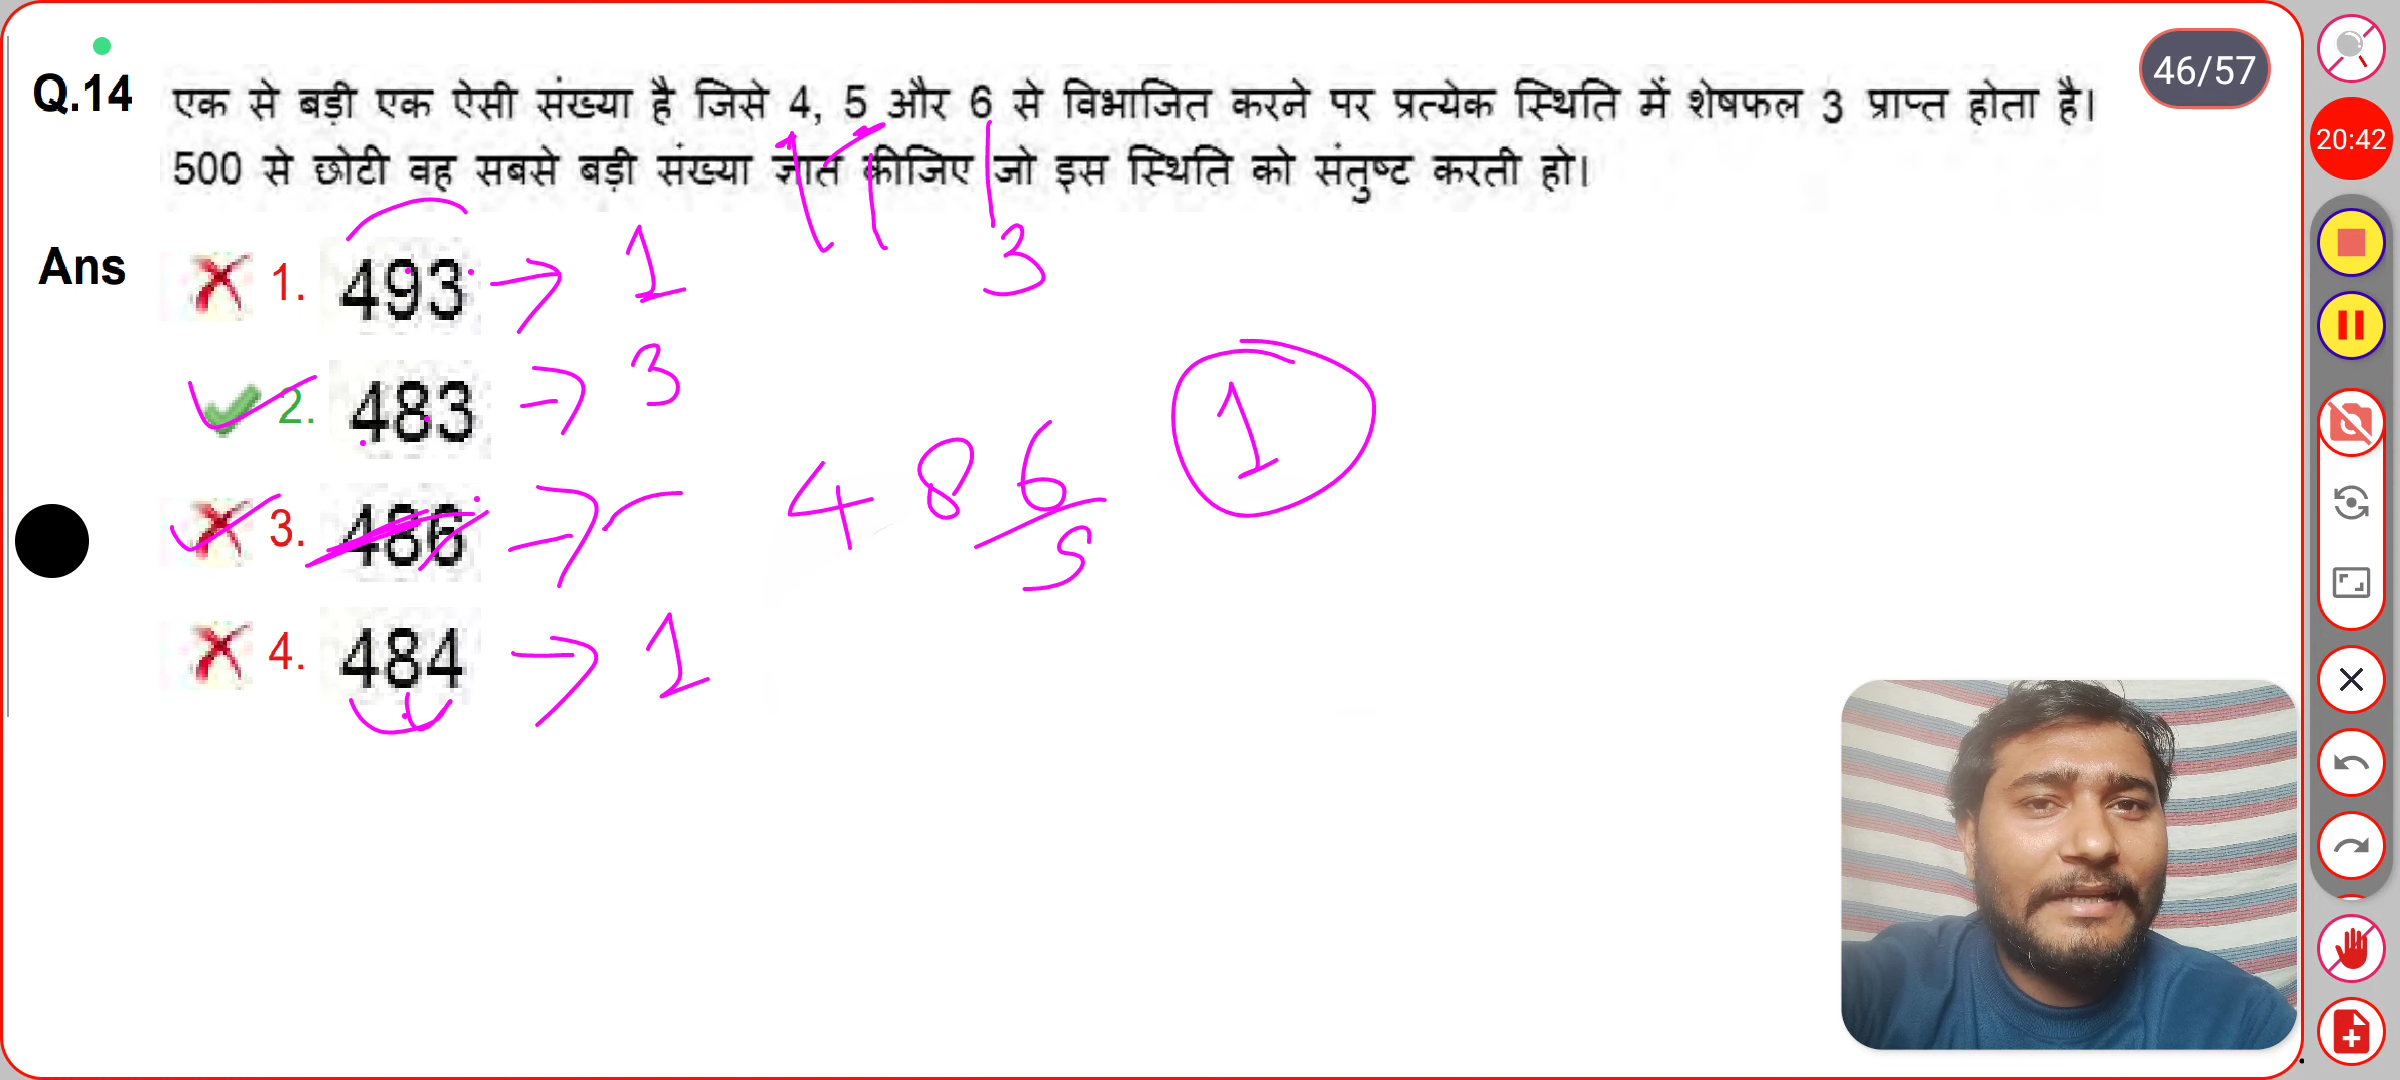 46/57
Q.14 एक से बड़ी एक ऐसी संख्या है जिसे 4, 5 और 6 से विभाजित करने पर प्रत्येक स्थिति में शेषफल 3 प्राप्त होता है।
20:42
500 से छोटी वह सबसे बड़ी संख्या ज्ञात कीजिए जो इस स्थिति को संतुष्ट करती हो।
3
Ans 1. 493 → 1
2. 483 → 3
1
3. 486 →
486
5
4. 484 → 1